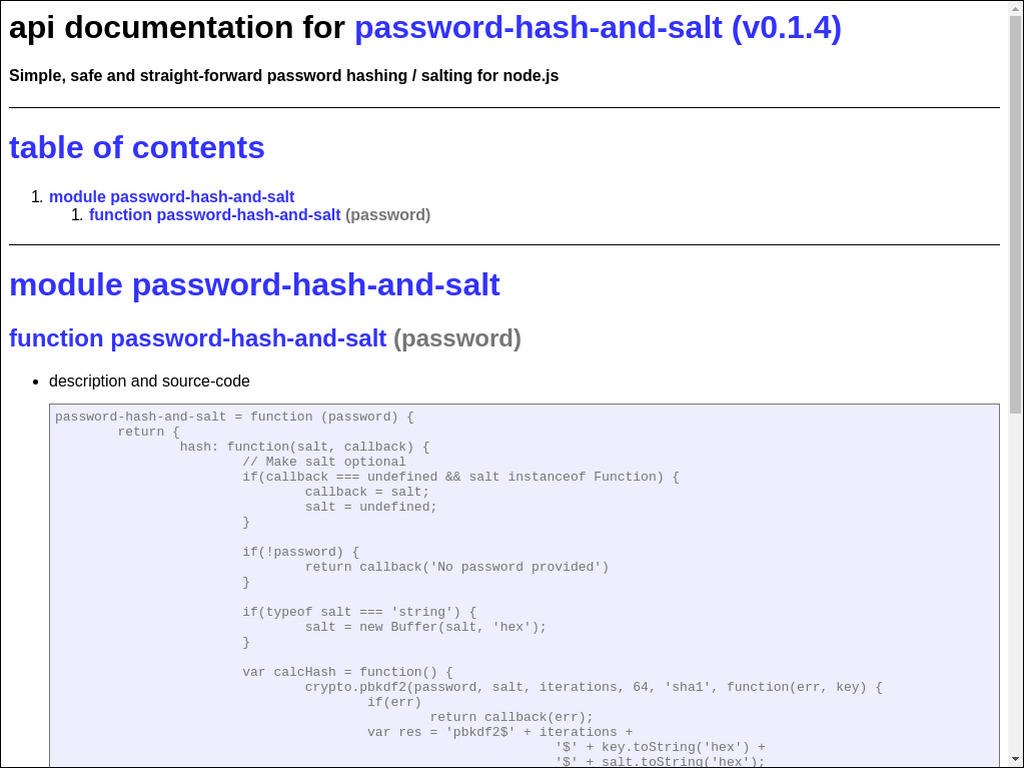 api documentation for password-hash-and-salt (v0.1.4)
Simple, safe and straight-forward password hashing / salting for node.js
table of contents
1. module password-hash-and-salt
1. function password-hash-and-salt (password)
module password-hash-and-salt
function password-hash-and-salt (password)
• description and source-code
password-hash-and-salt = function (password) {
        return {
                hash: function(salt, callback) {
                        // Make salt optional
                        if(callback === undefined && salt instanceof Function) {
                                callback = salt;
                                salt = undefined;
                        }
                        if(!password) {
                                return callback('No password provided')
                        }
                        if(typeof salt === 'string') {
                                salt = new Buffer(salt, 'hex');
                        }
                        var calcHash = function() {
                                crypto.pbkdf2(password, salt, iterations, 64, 'sha1', function(err, key) {
                                        if(err)
                                                return callback(err);
                                        var res = 'pbkdf2$' + iterations +
                                                                '$' + key.toString('hex') +
                                                                '$' + salt.toString('hex');